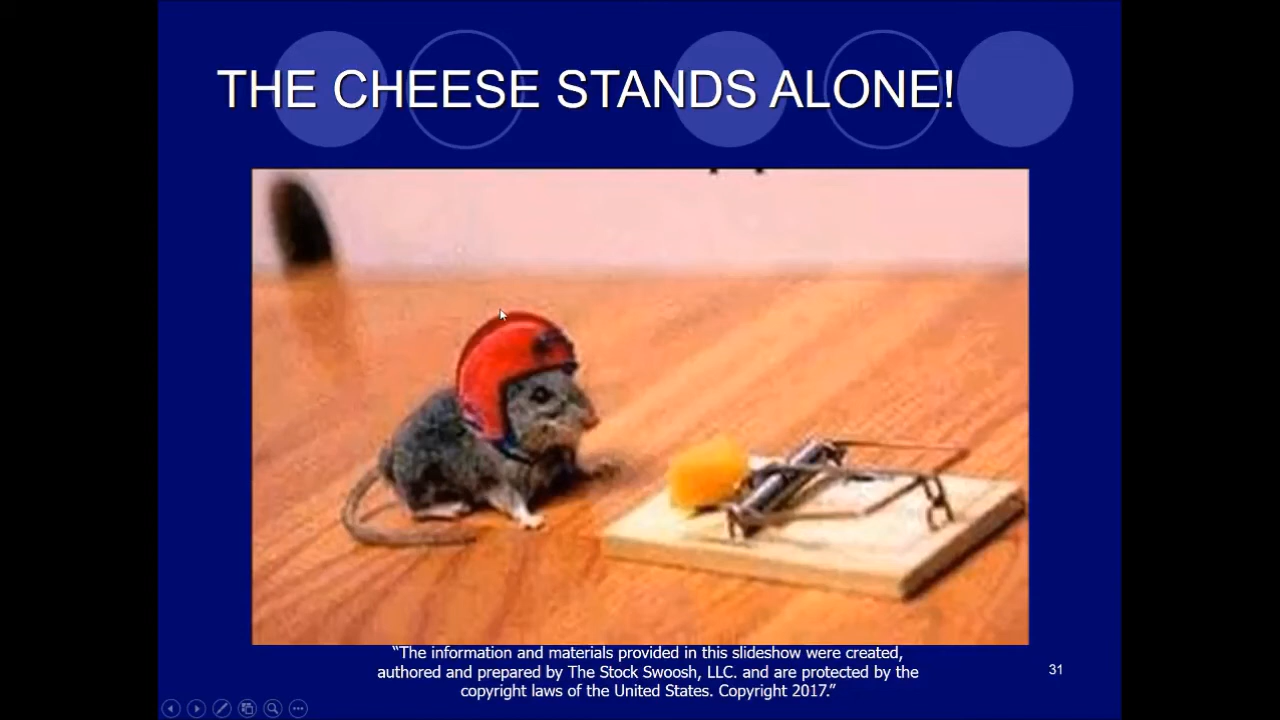 THE CHEESE STANDS ALONE!
“The information and materials provided in this slideshow were created,
authored and prepared by The Stock Swoosh, LLC. and are protected by the
copyright laws of the United States. Copyright 2017.”
31